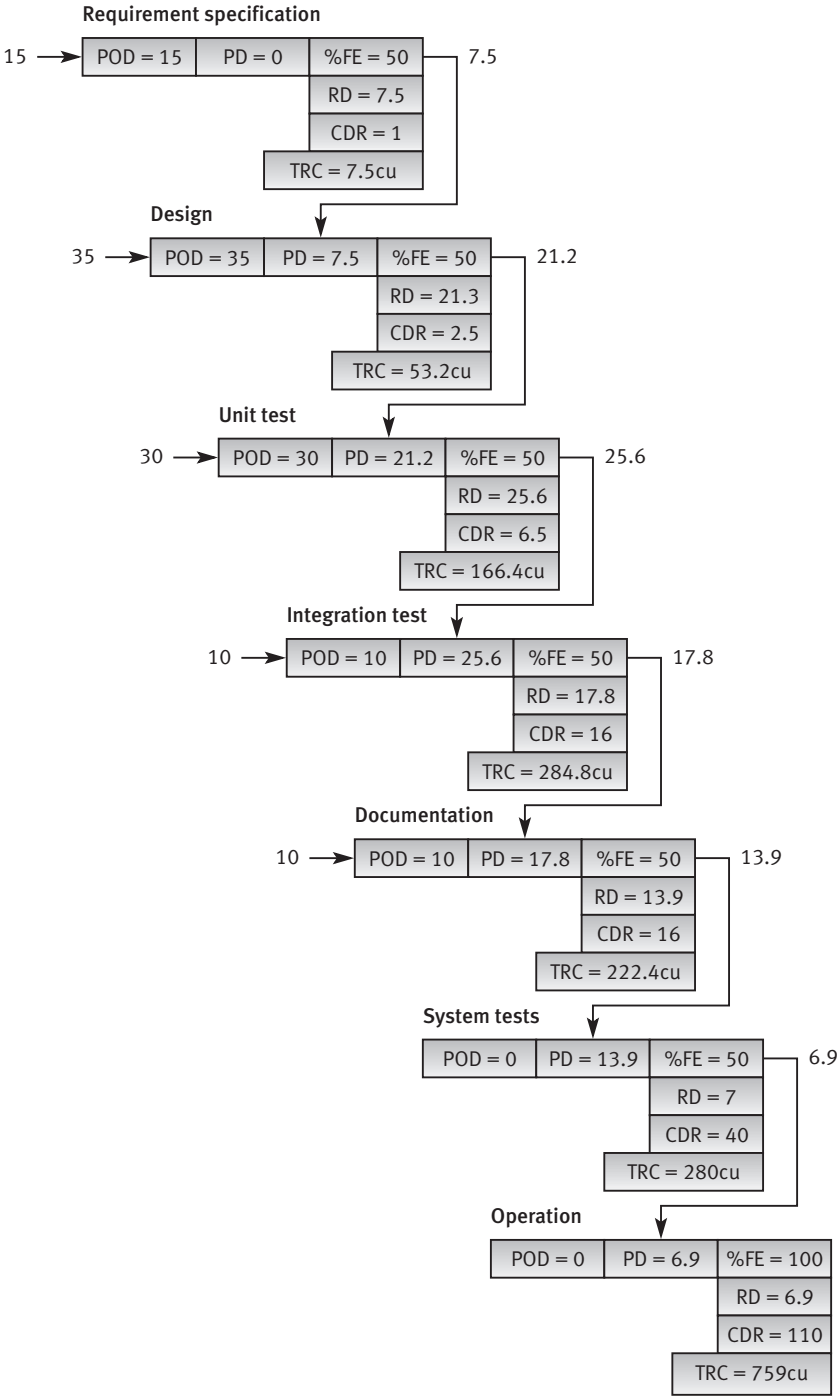 Requirement specification
15 POD = 15 PD = 0 %FE = 50 7.5
RD = 7.5
CDR = 1
TRC = 7.5cu
Design
35 POD = 35 PD = 7.5 %FE = 50 21.2
RD = 21.3
CDR = 2.5
TRC = 53.2cu
Unit test
30 POD = 30 PD = 21.2 %FE = 50 25.6
RD = 25.6
CDR = 6.5
TRC = 166.4cu
Integration test
10 POD = 10 PD = 25.6 %FE = 50 17.8
RD = 17.8
CDR = 16
TRC = 284.8cu
Documentation
10 POD = 10 PD = 17.8 %FE = 50 13.9
RD = 13.9
CDR = 16
TRC = 222.4cu
System tests
POD = 0 PD = 13.9 %FE = 50 6.9
RD = 7
CDR = 40
TRC = 280cu
Operation
POD = 0 PD = 6.9 %FE = 100
RD = 6.9
CDR = 110
TRC = 759cu